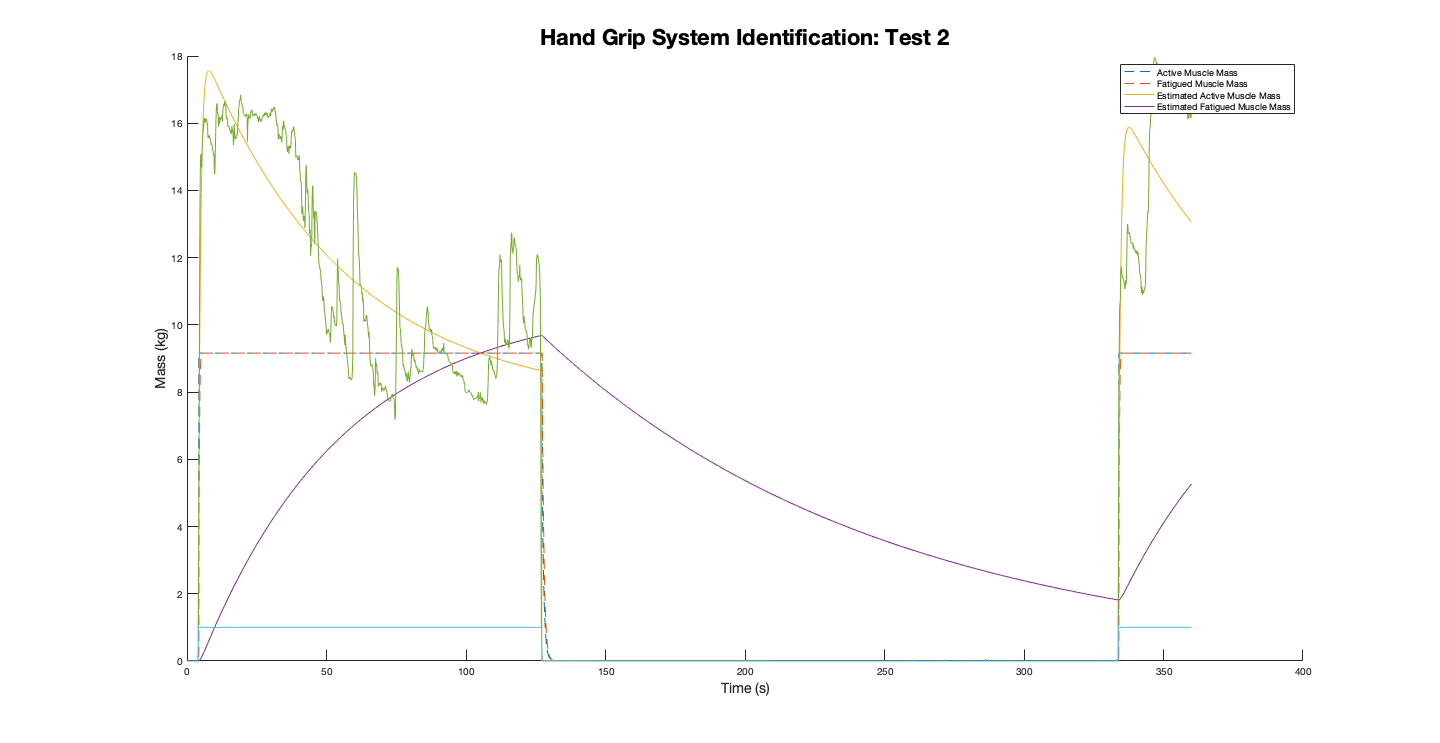 Hand Grip System Identification: Test 2
18
16
14
12
10
8
6
4
2
0
Mass (kg)
Active Muscle Mass
Fatigued Muscle Mass
Estimated Active Muscle Mass
Estimated Fatigued Muscle Mass
0 50 100 150 200 250 300 350 400
Time (s)